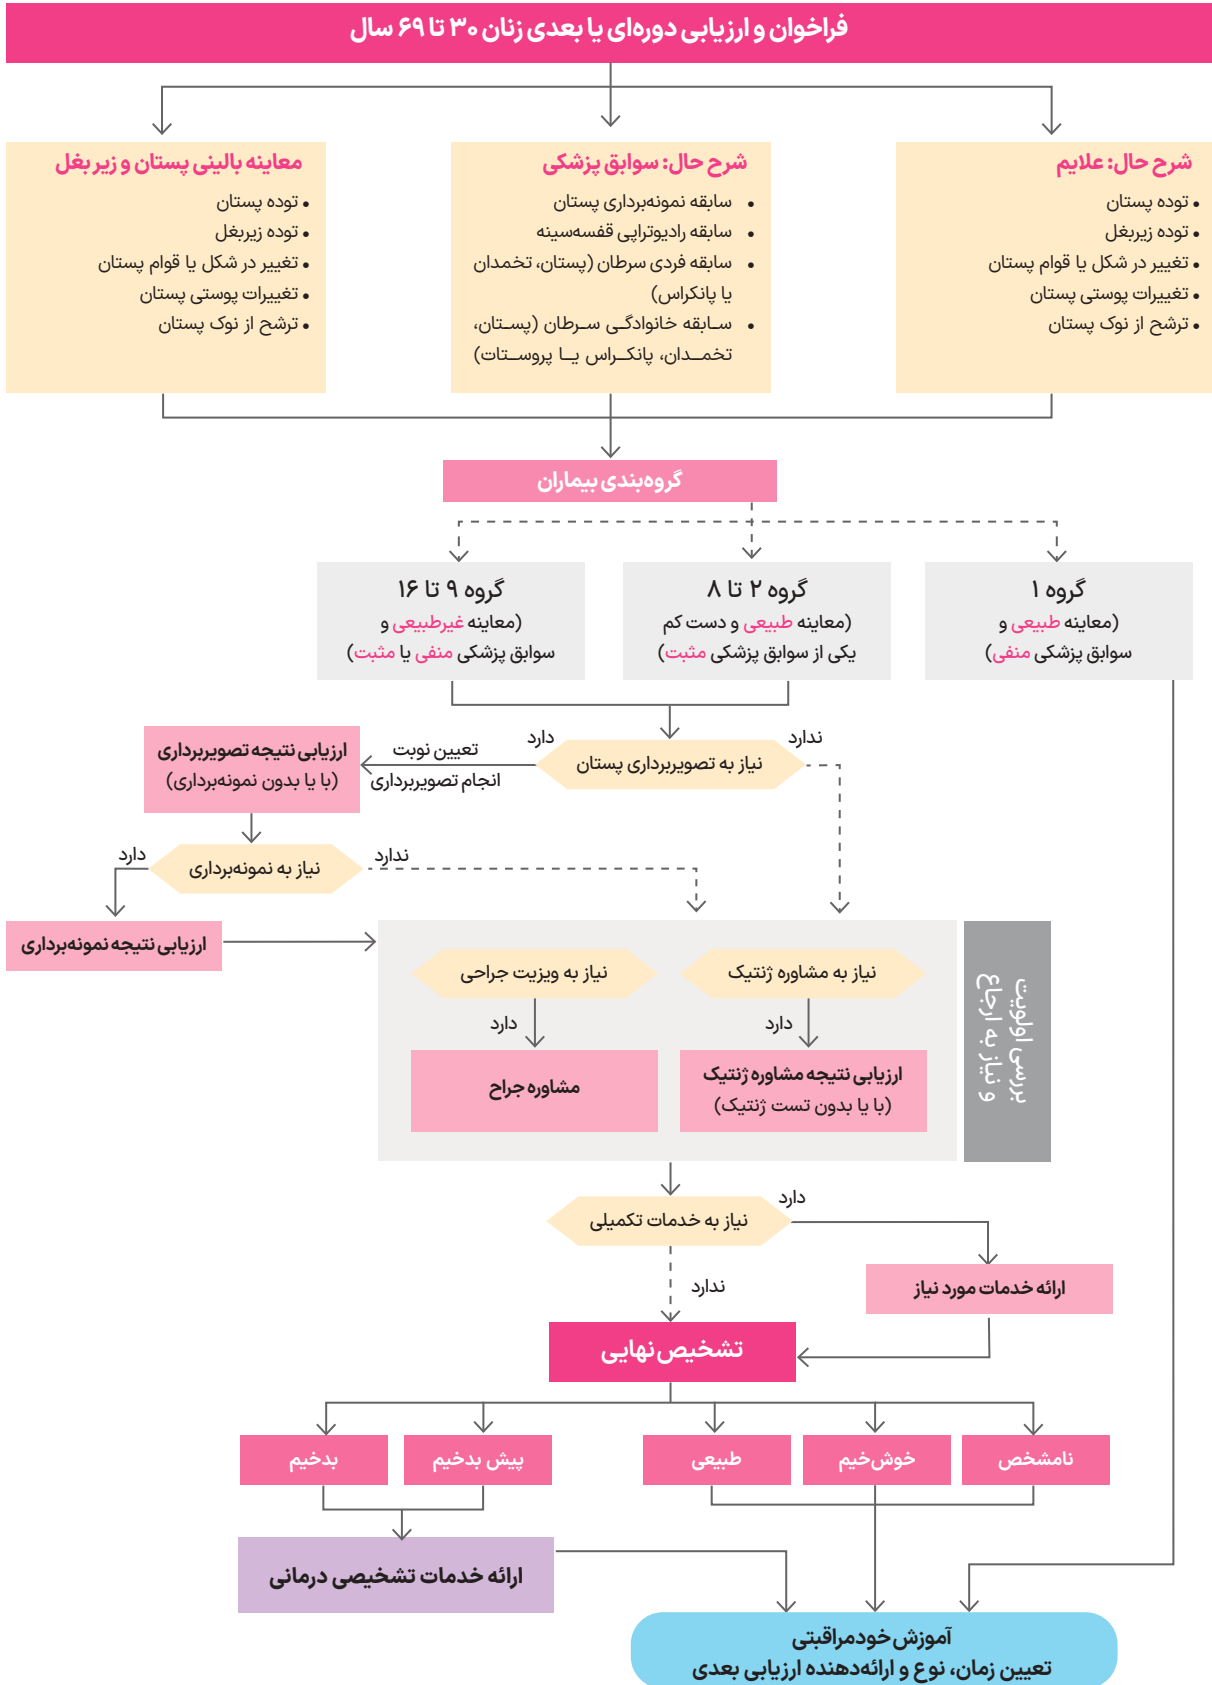 فراخوان و ارزیابی دوره‌ای یا بعدی زنان ۳۰ تا ۶۹ سال
شرح حال: علایم
• توده پستان
• توده زیربغل
• تغییر در شکل یا قوام پستان
• تغییرات پوستی پستان
• ترشح از نوک پستان
شرح حال: سوابق پزشکی
• سابقه نمونه‌برداری پستان
• سابقه رادیوتراپی قفسه‌سینه
• سابقه فردی سرطان (پستان، تخمدان
یا پانکراس)
• سـابقه خانوادگـی سـرطان (پسـتان،
تخمـدان، پانکـراس یـا پروسـتات)
معاینه بالینی پستان و زیر بغل
• توده پستان
• توده زیربغل
• تغییر در شکل یا قوام پستان
• تغییرات پوستی پستان
• ترشح از نوک پستان
گروه‌بندی بیماران
گروه ۱
(معاینه طبیعی و
سوابق پزشکی منفی)
گروه ۲ تا ۸
(معاینه طبیعی و دست کم
یکی از سوابق پزشکی مثبت)
گروه ۹ تا ۱۶
(معاینه غیرطبیعی و
سوابق پزشکی منفی یا مثبت)
ندارد
نیاز به تصویربرداری پستان
دارد
تعیین نوبت
انجام تصویربرداری
ارزیابی نتیجه تصویربرداری
(با یا بدون نمونه‌برداری)
ندارد
نیاز به نمونه‌برداری
دارد
ارزیابی نتیجه نمونه‌برداری
بررسی اولویت
و نیاز به ارجاع
نیاز به مشاوره ژنتیک
دارد
ارزیابی نتیجه مشاوره ژنتیک
(با یا بدون تست ژنتیک)
نیاز به ویزیت جراحی
دارد
مشاوره جراح
دارد
نیاز به خدمات تکمیلی
ندارد
ارائه خدمات مورد نیاز
تشخیص نهایی
نامشخص
خوش‌خیم
طبیعی
پیش بدخیم
بدخیم
ارائه خدمات تشخیصی درمانی
آموزش خودمراقبتی
تعیین زمان، نوع و ارائه‌دهنده ارزیابی بعدی